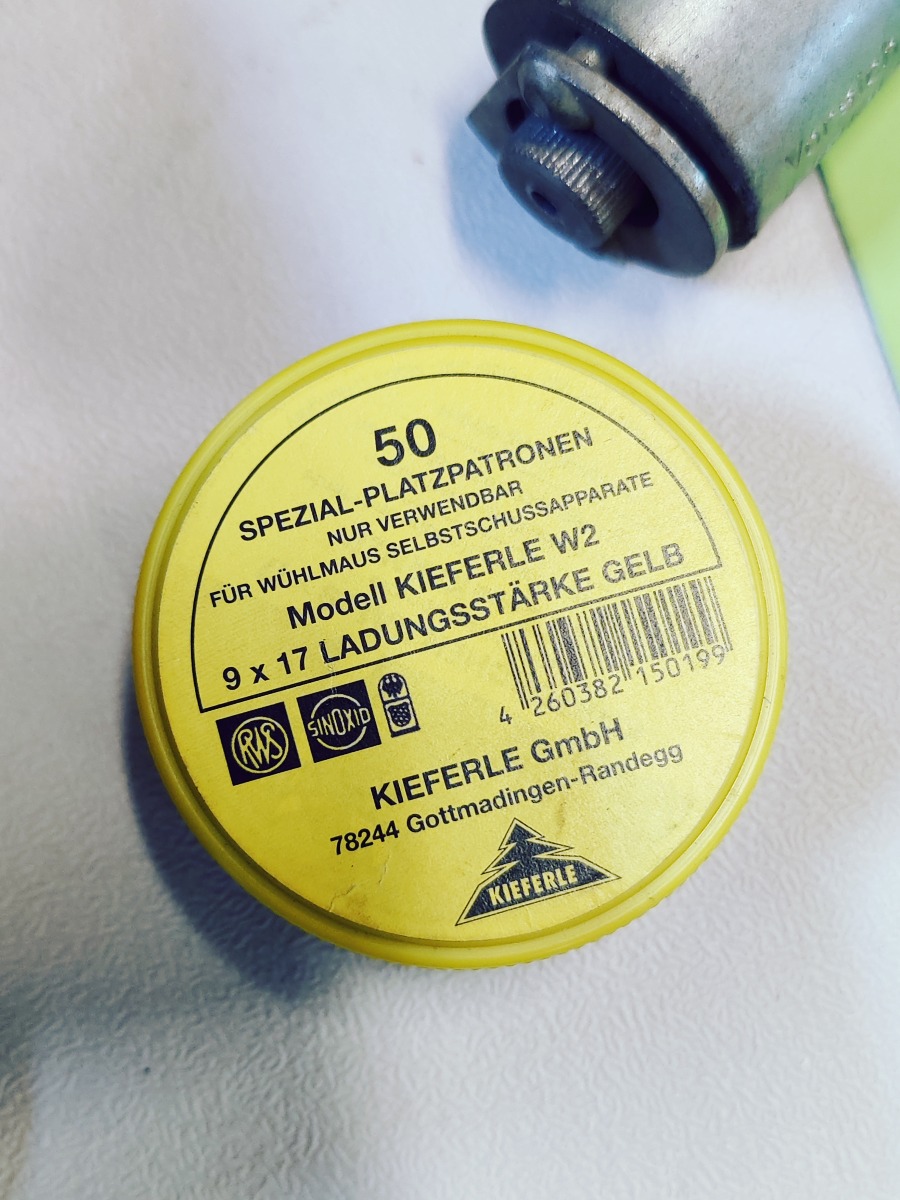 50
SPEZIAL-PLATZPATRONEN
NUR VERWENDBAR
FÜR WÜHLMAUS SELBSTSCHUSSAPPARATE
Modell KIEFERLE W2
9 x 17 LADUNGSSTÄRKE GELB
RWS SINOXID
4 260382 150199
KIEFERLE GmbH
78244 Gottmadingen-Randegg
KIEFERLE